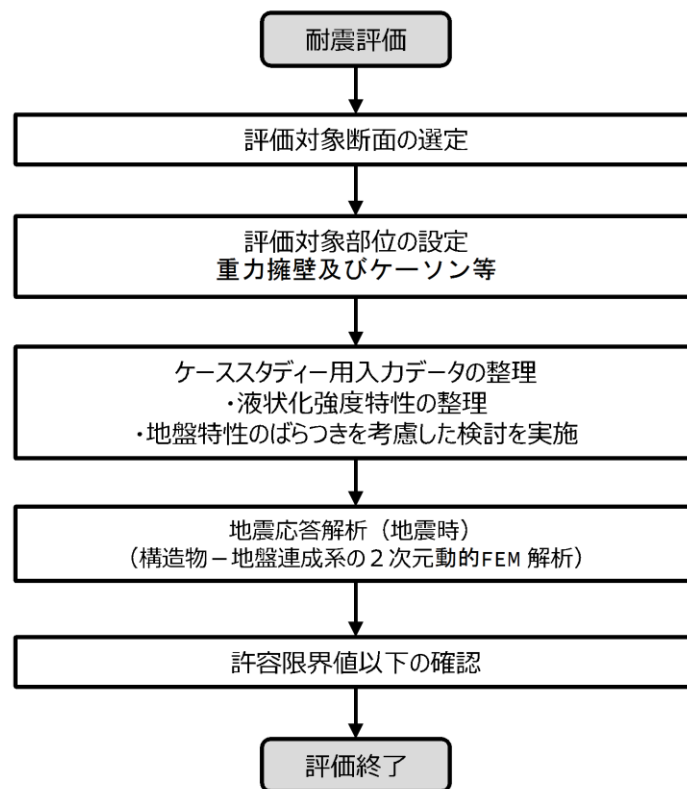 耐震評価
評価対象断面の選定
評価対象部位の設定
重力擁壁及びケーソン等
ケーススタディー用入力データの整理
・液状化強度特性の整理
・地盤特性のばらつきを考慮した検討を実施
地震応答解析（地震時）
（構造物－地盤連成系の２次元動的FEM 解析）
許容限界値以下の確認
評価終了